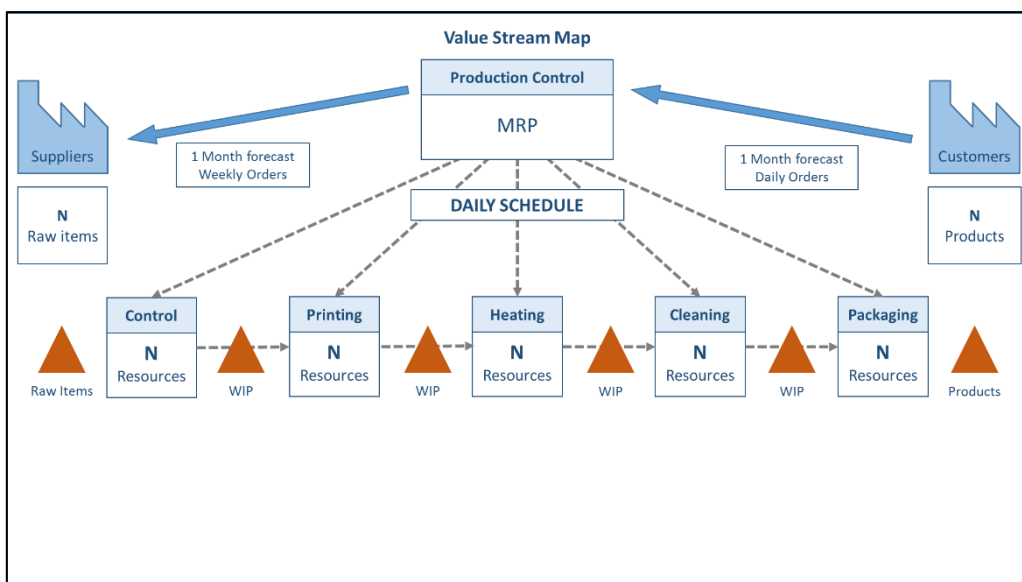 Value Stream Map
Production Control
MRP
Suppliers
Customers
1 Month forecast
Weekly Orders
1 Month forecast
Daily Orders
N
Raw items
DAILY SCHEDULE
N
Products
Control
N
Resources
Printing
N
Resources
Heating
N
Resources
Cleaning
N
Resources
Packaging
N
Resources
Raw Items
WIP
WIP
WIP
WIP
Products